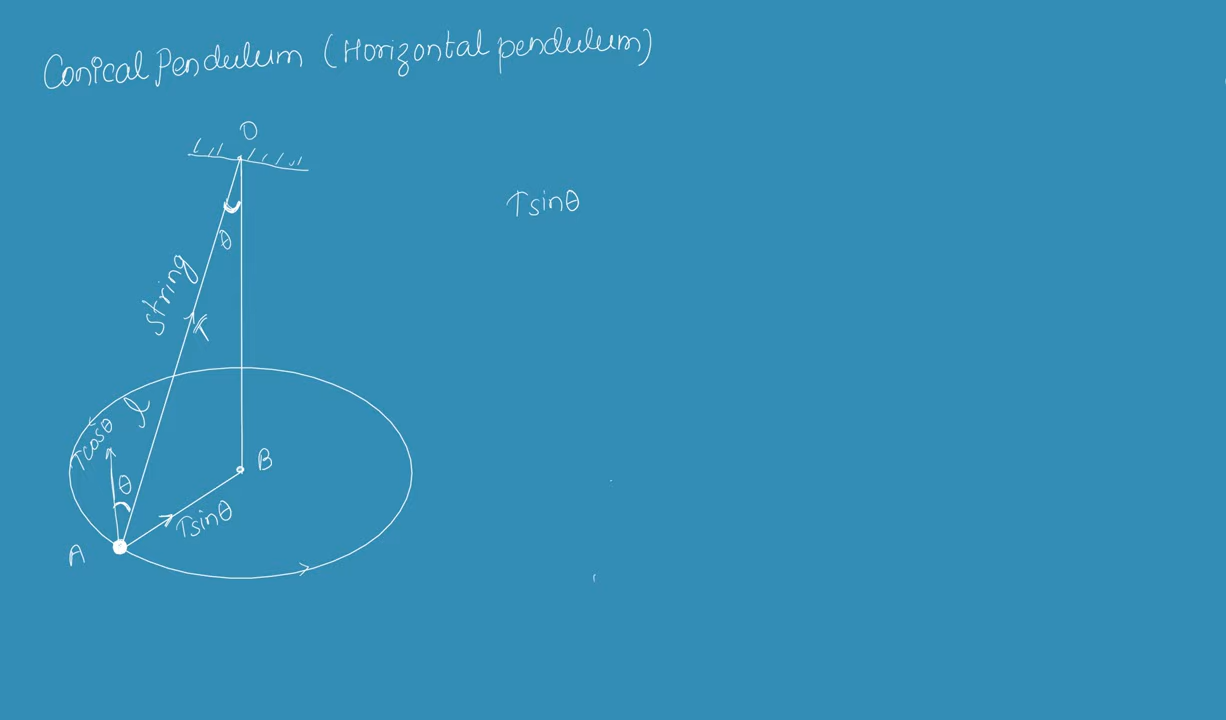 Conical Pendulum (Horizontal pendulum)
O
Tsinθ
θ
string
T
l
Tcosθ
θ
B
Tsinθ
A